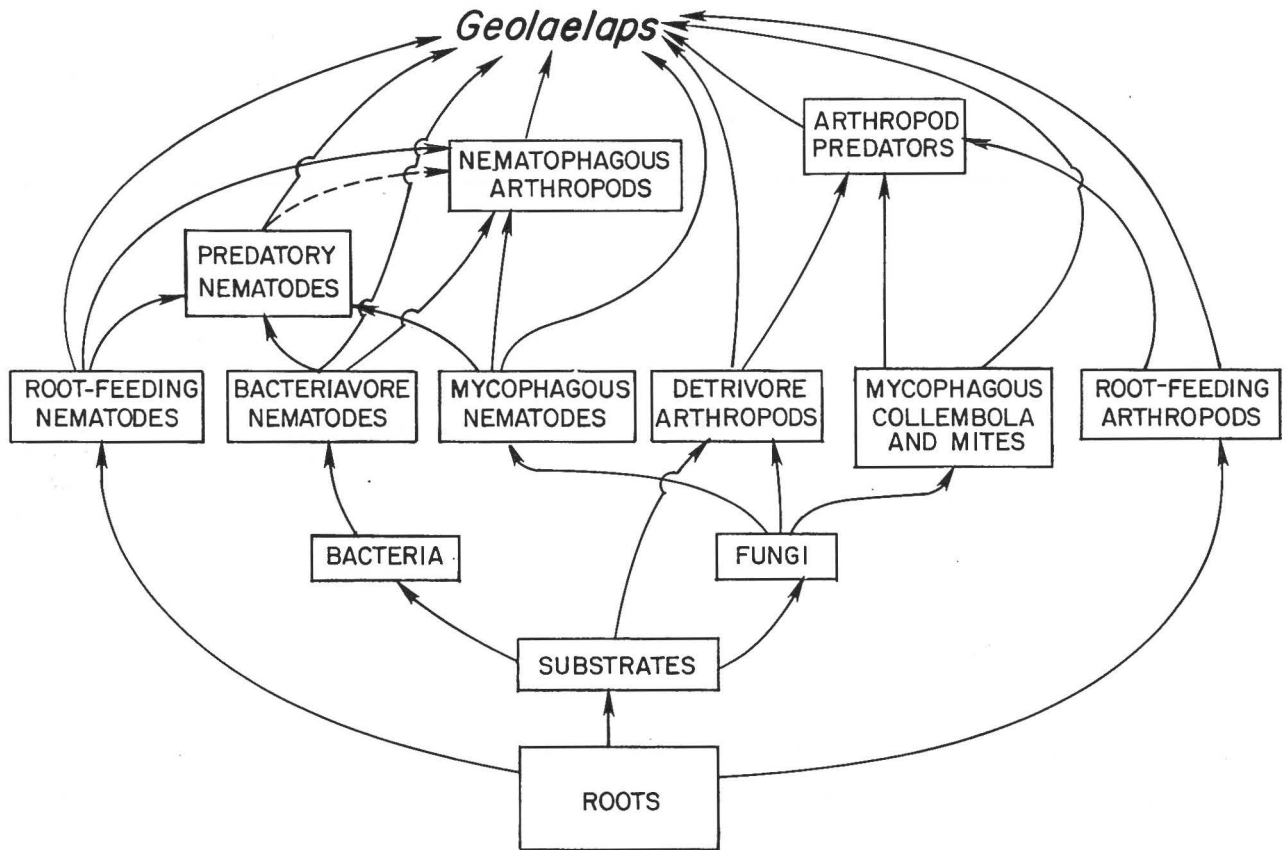 Geolaelaps
ARTHROPOD
PREDATORS
NEMATOPHAGOUS
ARTHROPODS
PREDATORY
NEMATODES
ROOT-FEEDING
NEMATODES
BACTERIAVORE
NEMATODES
MYCOPHAGOUS
NEMATODES
DETRIVORE
ARTHROPODS
MYCOPHAGOUS
COLLEMBOLA
AND MITES
ROOT-FEEDING
ARTHROPODS
BACTERIA
FUNGI
SUBSTRATES
ROOTS